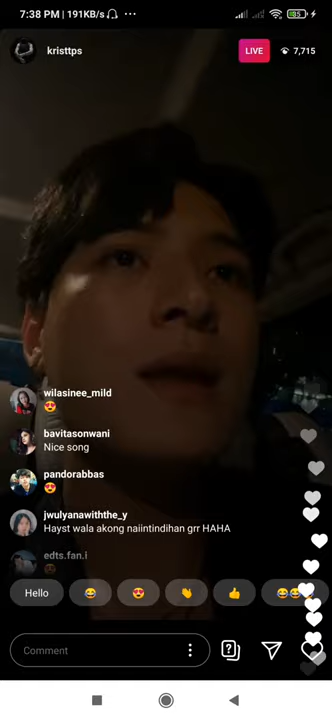 7:38 PM | 191KB/s
85
kristtps
LIVE
7,715
wilasinee_mild
😍
bavitasonwani
Nice song
pandorabbas
😍
jwulyanawiththe_y
Hayst wala akong naiintindihan grr HAHA
edts.fan.i
😍
Hello 😂 😍 👏 👍 😂😂
Comment